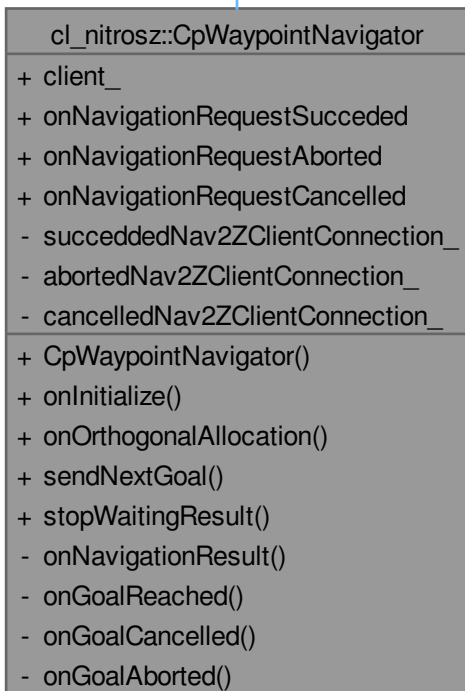 cl_nitrosz::CpWaypointNavigator
+ client_
+ onNavigationRequestSucceded
+ onNavigationRequestAborted
+ onNavigationRequestCancelled
- succeddedNav2ZClientConnection_
- abortedNav2ZClientConnection_
- cancelledNav2ZClientConnection_
+ CpWaypointNavigator()
+ onInitialize()
+ onOrthogonalAllocation()
+ sendNextGoal()
+ stopWaitingResult()
- onNavigationResult()
- onGoalReached()
- onGoalCancelled()
- onGoalAborted()